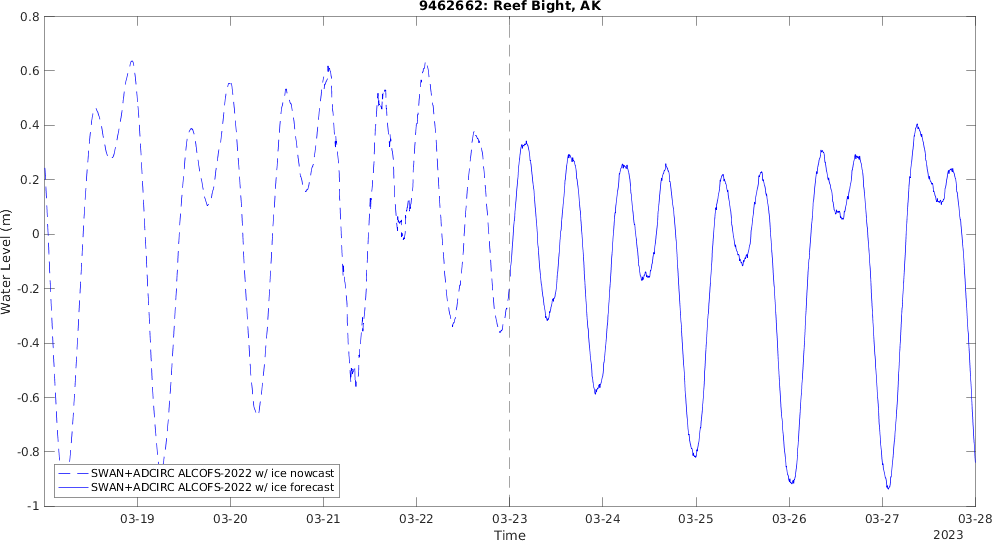 9462662: Reef Bight, AK
0.8
0.6
0.4
0.2
0
-0.2
-0.4
-0.6
-0.8
-1
Water Level (m)
SWAN+ADCIRC ALCOFS-2022 w/ ice nowcast
SWAN+ADCIRC ALCOFS-2022 w/ ice forecast
03-19 03-20 03-21 03-22 03-23 03-24 03-25 03-26 03-27 03-28
Time
2023